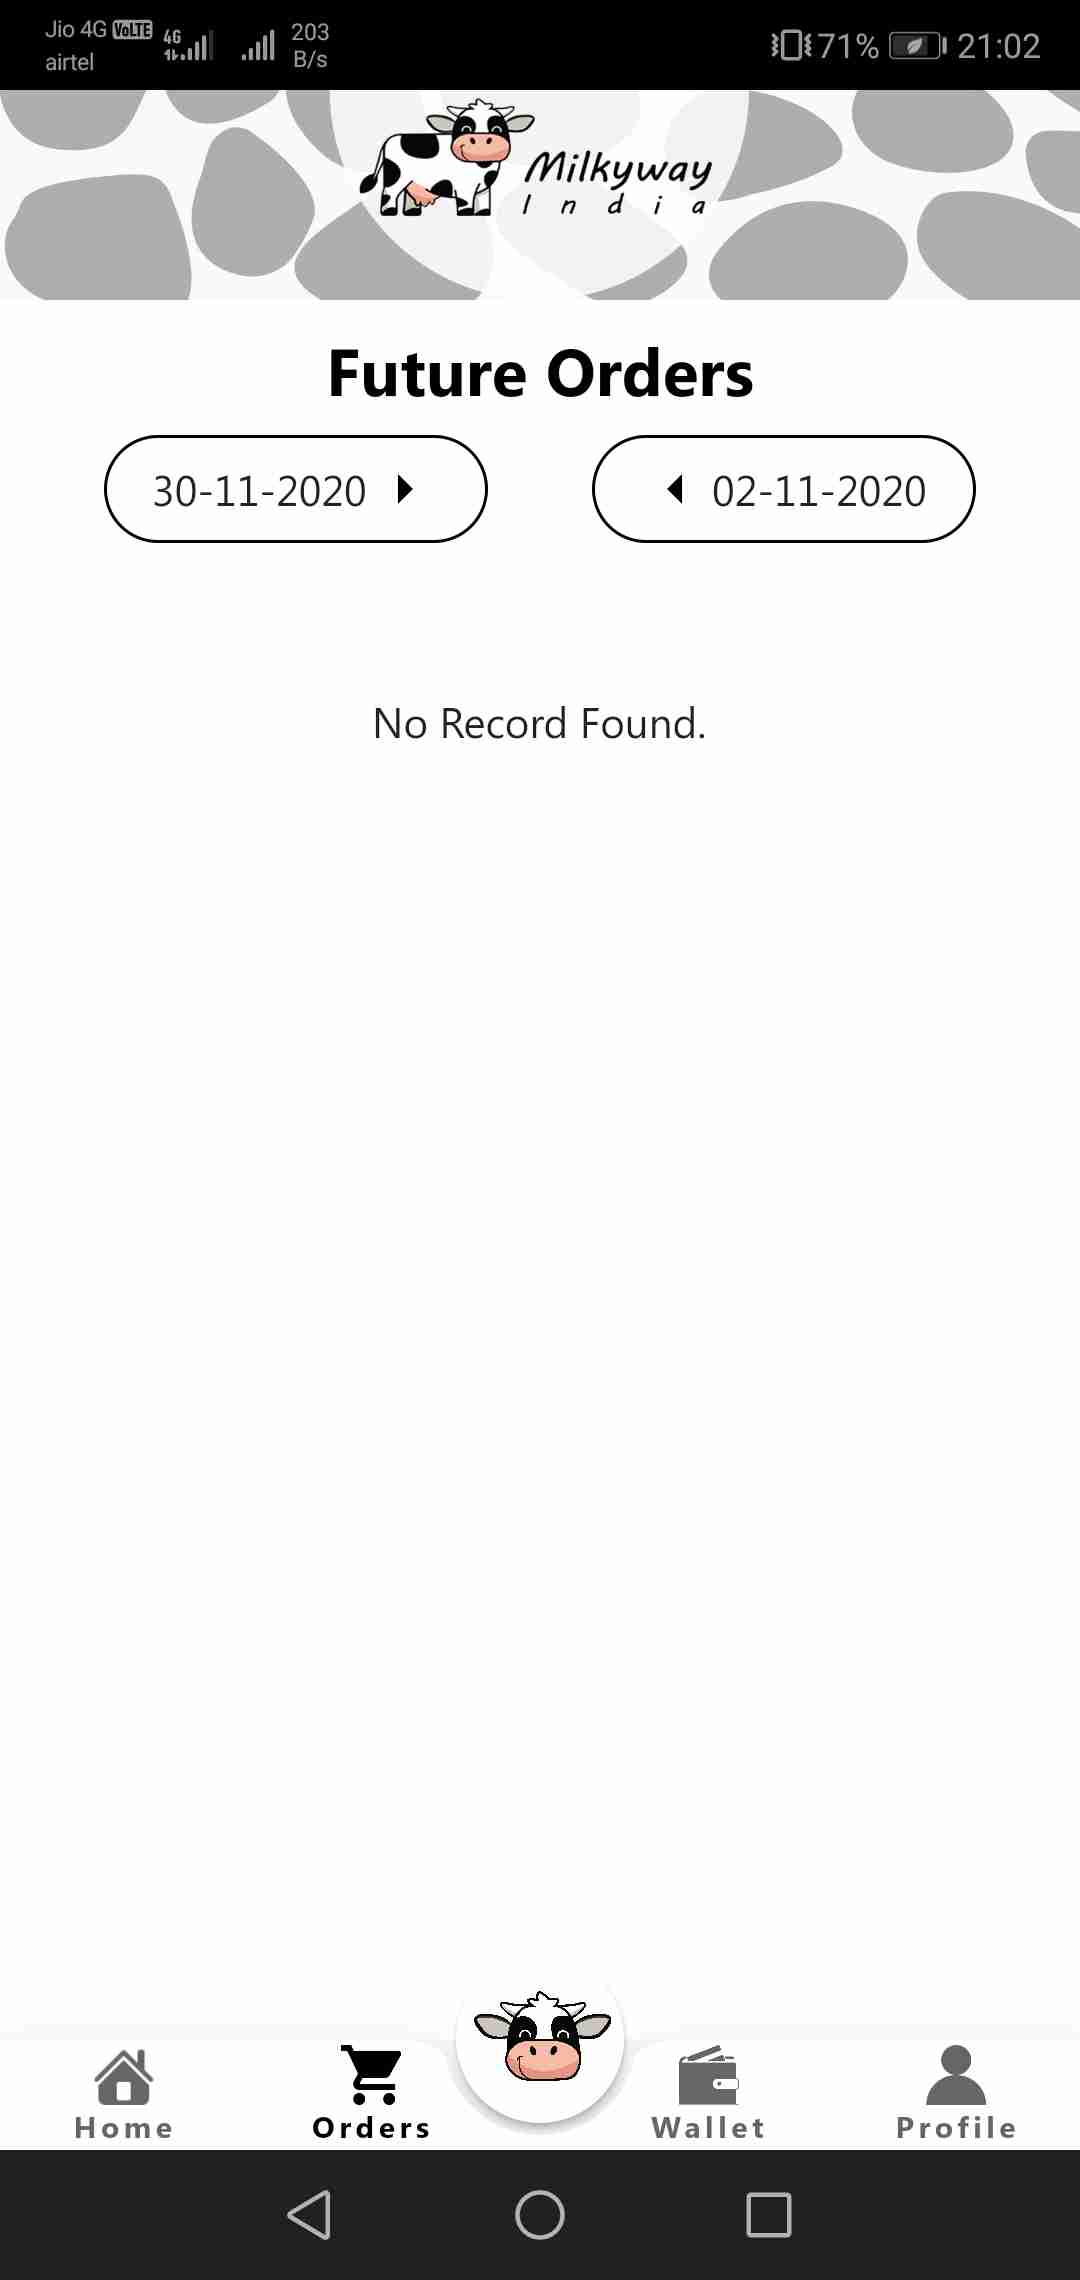 Jio 4G VoLTE
airtel
4G
203
B/s
71%
21:02
Milkyway
India
Future Orders
30-11-2020
02-11-2020
No Record Found.
Home
Orders
Wallet
Profile